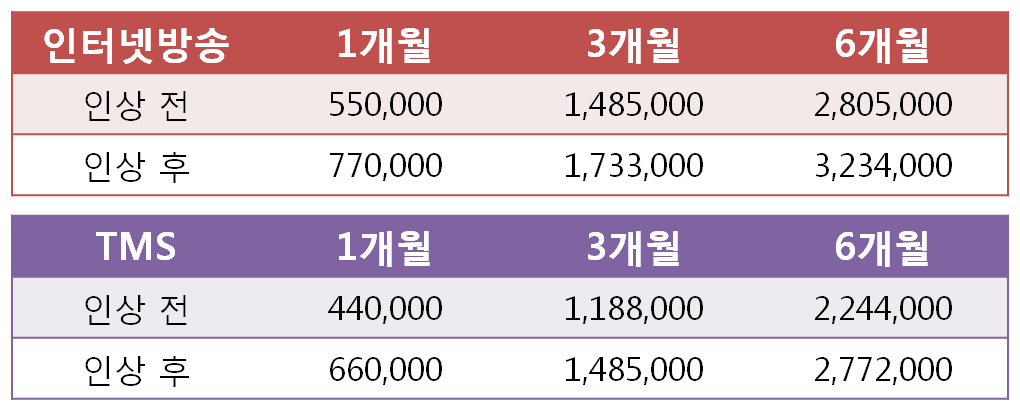 인터넷방송 1개월 3개월 6개월
인상 전 550,000 1,485,000 2,805,000
인상 후 770,000 1,733,000 3,234,000
TMS 1개월 3개월 6개월
인상 전 440,000 1,188,000 2,244,000
인상 후 660,000 1,485,000 2,772,000